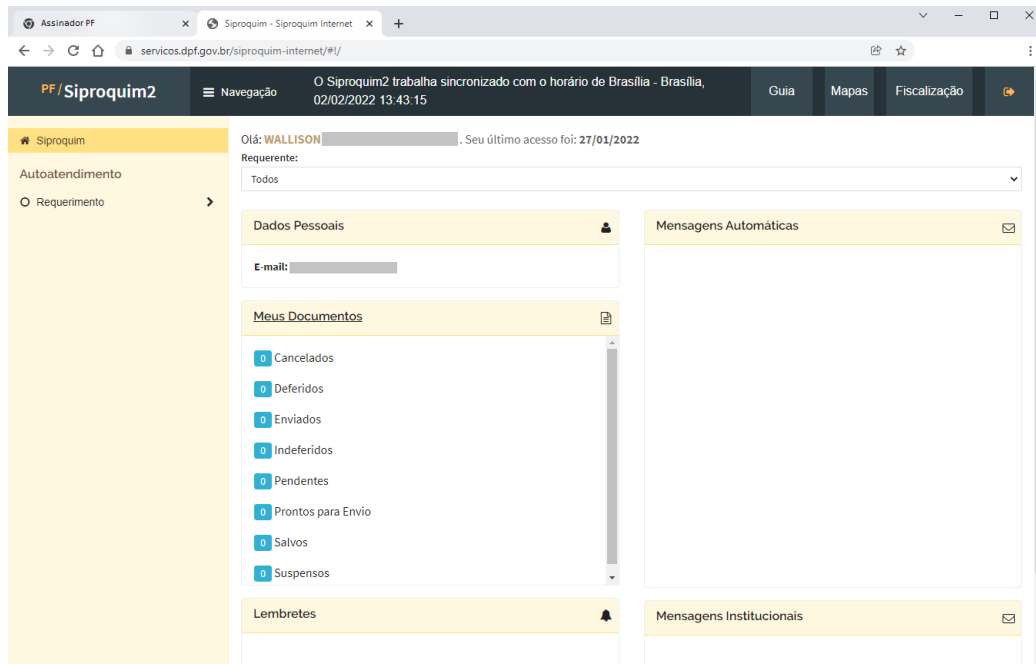 Assinador PF
Siproquim - Siproquim Internet
servicos.dpf.gov.br/siproquim-internet/#!/
PF/Siproquim2
Navegação
O Siproquim2 trabalha sincronizado com o horário de Brasília - Brasília,
02/02/2022 13:43:15
Guia
Mapas
Fiscalização
Siproquim
Autoatendimento
Requerimento
Olá: WALLISON . Seu último acesso foi: 27/01/2022
Requerente:
Todos
Dados Pessoais
E-mail:
Meus Documentos
0 Cancelados
0 Deferidos
0 Enviados
0 Indeferidos
0 Pendentes
0 Prontos para Envio
0 Salvos
0 Suspensos
Lembretes
Mensagens Automáticas
Mensagens Institucionais